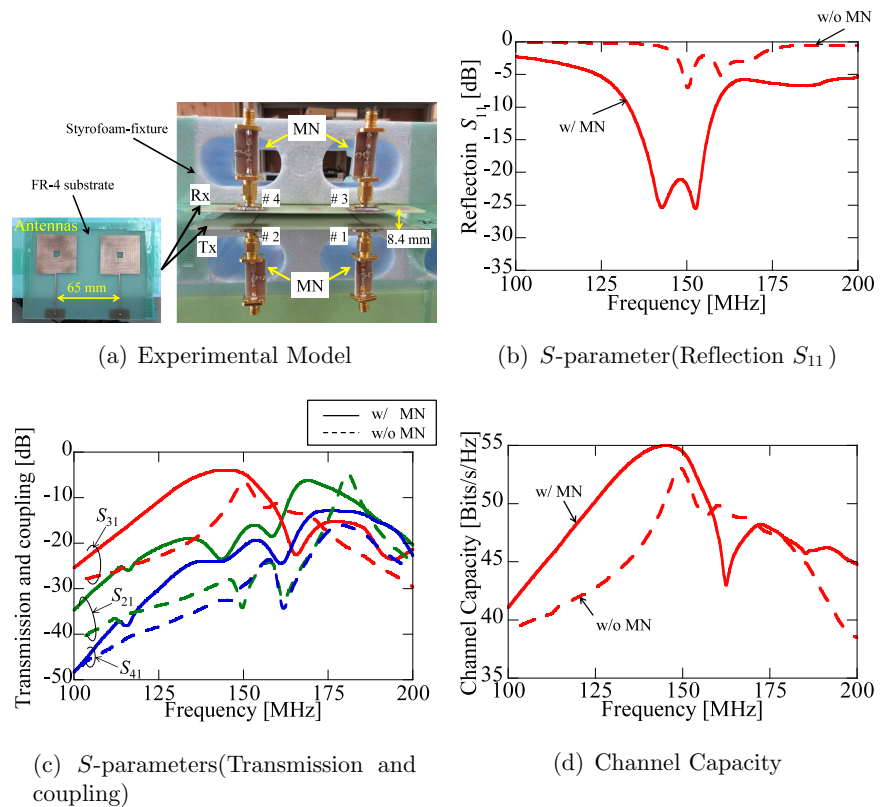 Styrofoam-fixture
FR-4 substrate
Antennas
65 mm
MN
Rx
# 4
# 3
Tx
# 2
# 1
8.4 mm
MN
(a) Experimental Model
w/o MN
w/ MN
Reflectoin S11 [dB]
0
-5
-10
-15
-20
-25
-30
-35
100 125 150 175 200
Frequency [MHz]
(b) S-parameter(Reflection S11)
w/ MN
w/o MN
Transmission and coupling [dB]
0
-10
-20
-30
-40
-50
S31
S21
S41
100 125 150 175 200
Frequency [MHz]
(c) S-parameters(Transmission and
coupling)
Channel Capacity [Bits/s/Hz]
55
50
45
40
35
w/ MN
w/o MN
100 125 150 175 200
Frequency [MHz]
(d) Channel Capacity